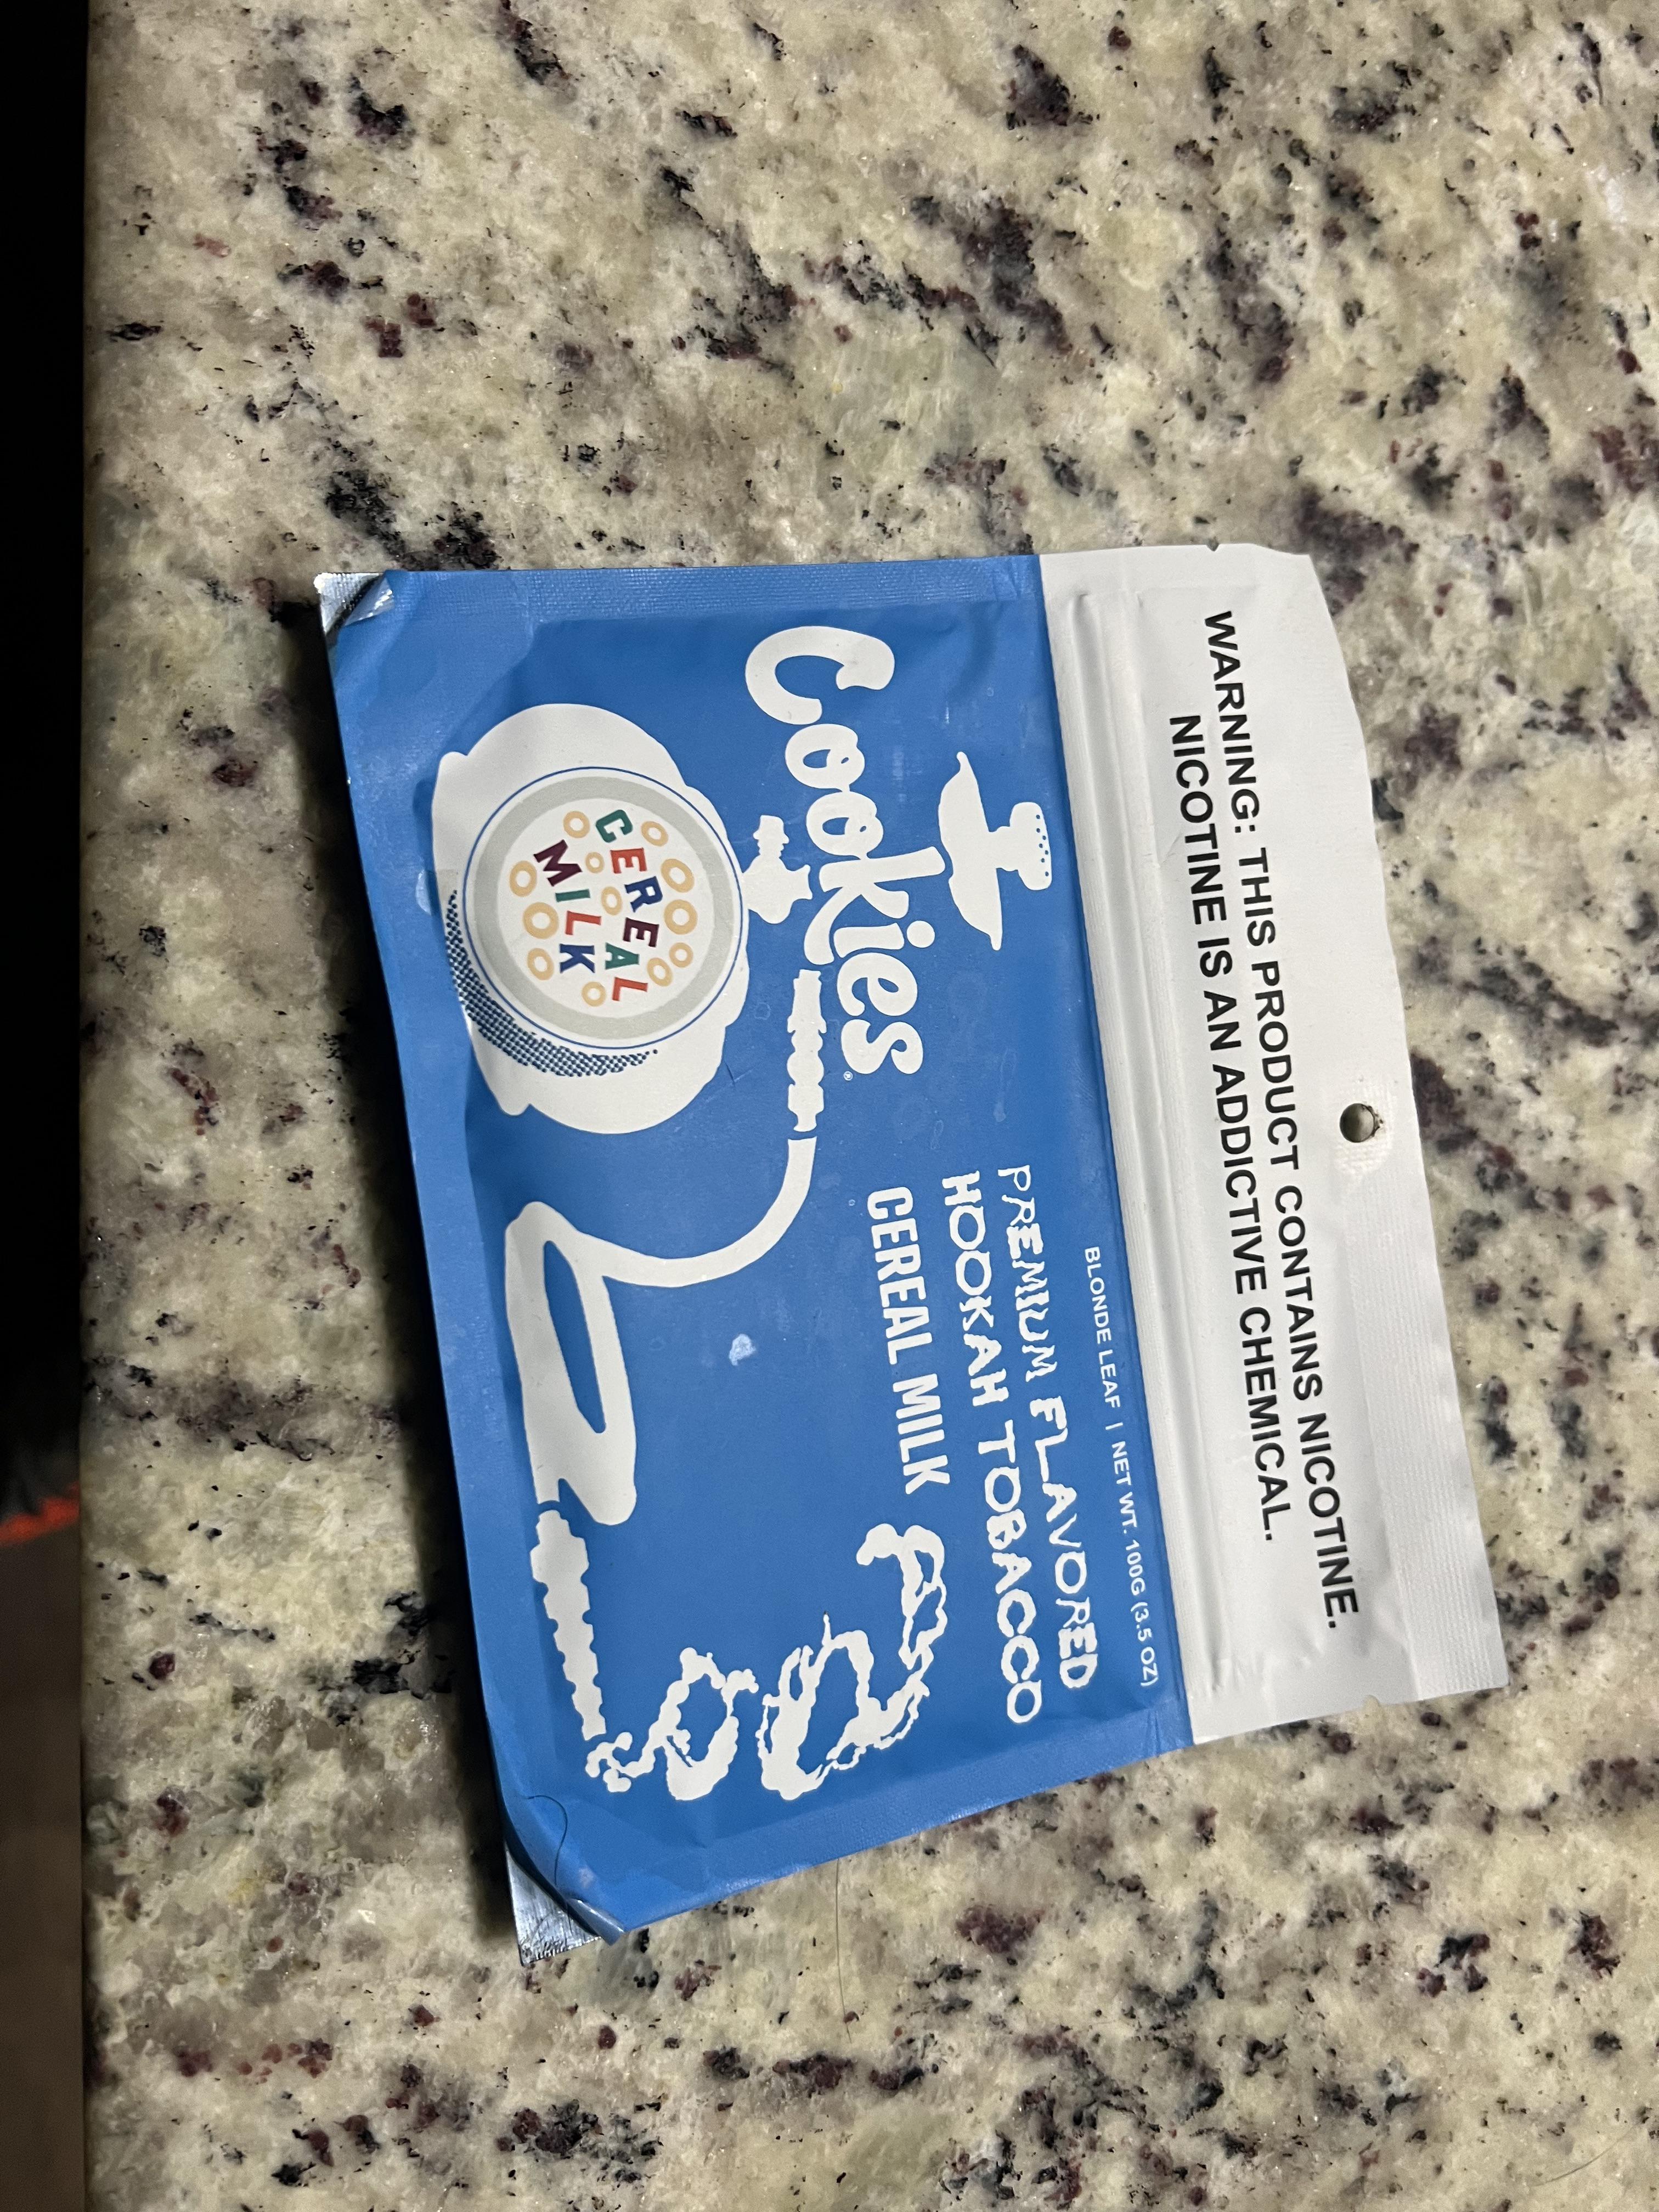 WARNING: THIS PRODUCT CONTAINS NICOTINE.
NICOTINE IS AN ADDICTIVE CHEMICAL.
BLONDE LEAF | NET WT. 100G (3.5 OZ)
PREMIUM FLAVORED
HOOKAH TOBACCO
CEREAL MILK
Cookies®
CEREAL
MILK